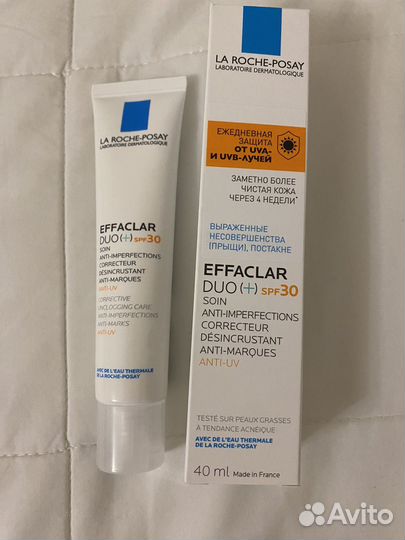 LA ROCHE-POSAY
LABORATOIRE DERMATOLOGIQUE
EFFACLAR
DUO(+) SPF30
SOIN
ANTI-IMPERFECTIONS
CORRECTEUR
DÉSINCRUSTANT
ANTI-MARQUES
ANTI-UV
CORRECTIVE
UNCLOGGING CARE
ANTI-IMPERFECTIONS
ANTI-MARKS
ANTI-UV
AVEC DE L'EAU THERMALE
DE LA ROCHE-POSAY
LA ROCHE-POSAY
LABORATOIRE DERMATOLOGIQUE
ЕЖЕДНЕВНАЯ
ЗАЩИТА
ОТ UVA-
И UVB-ЛУЧЕЙ
ЗАМЕТНО БОЛЕЕ
ЧИСТАЯ КОЖА
ЧЕРЕЗ 4 НЕДЕЛИ*
ВЫРАЖЕННЫЕ
НЕСОВЕРШЕНСТВА
(ПРЫЩИ), ПОСТАКНЕ
EFFACLAR
DUO(+) SPF30
SOIN
ANTI-IMPERFECTIONS
CORRECTEUR
DÉSINCRUSTANT
ANTI-MARQUES
ANTI-UV
TESTÉ SUR PEAUX GRASSES
À TENDANCE ACNÉIQUE
AVEC DE L'EAU THERMALE
DE LA ROCHE-POSAY
40 ml Made in France
Avito